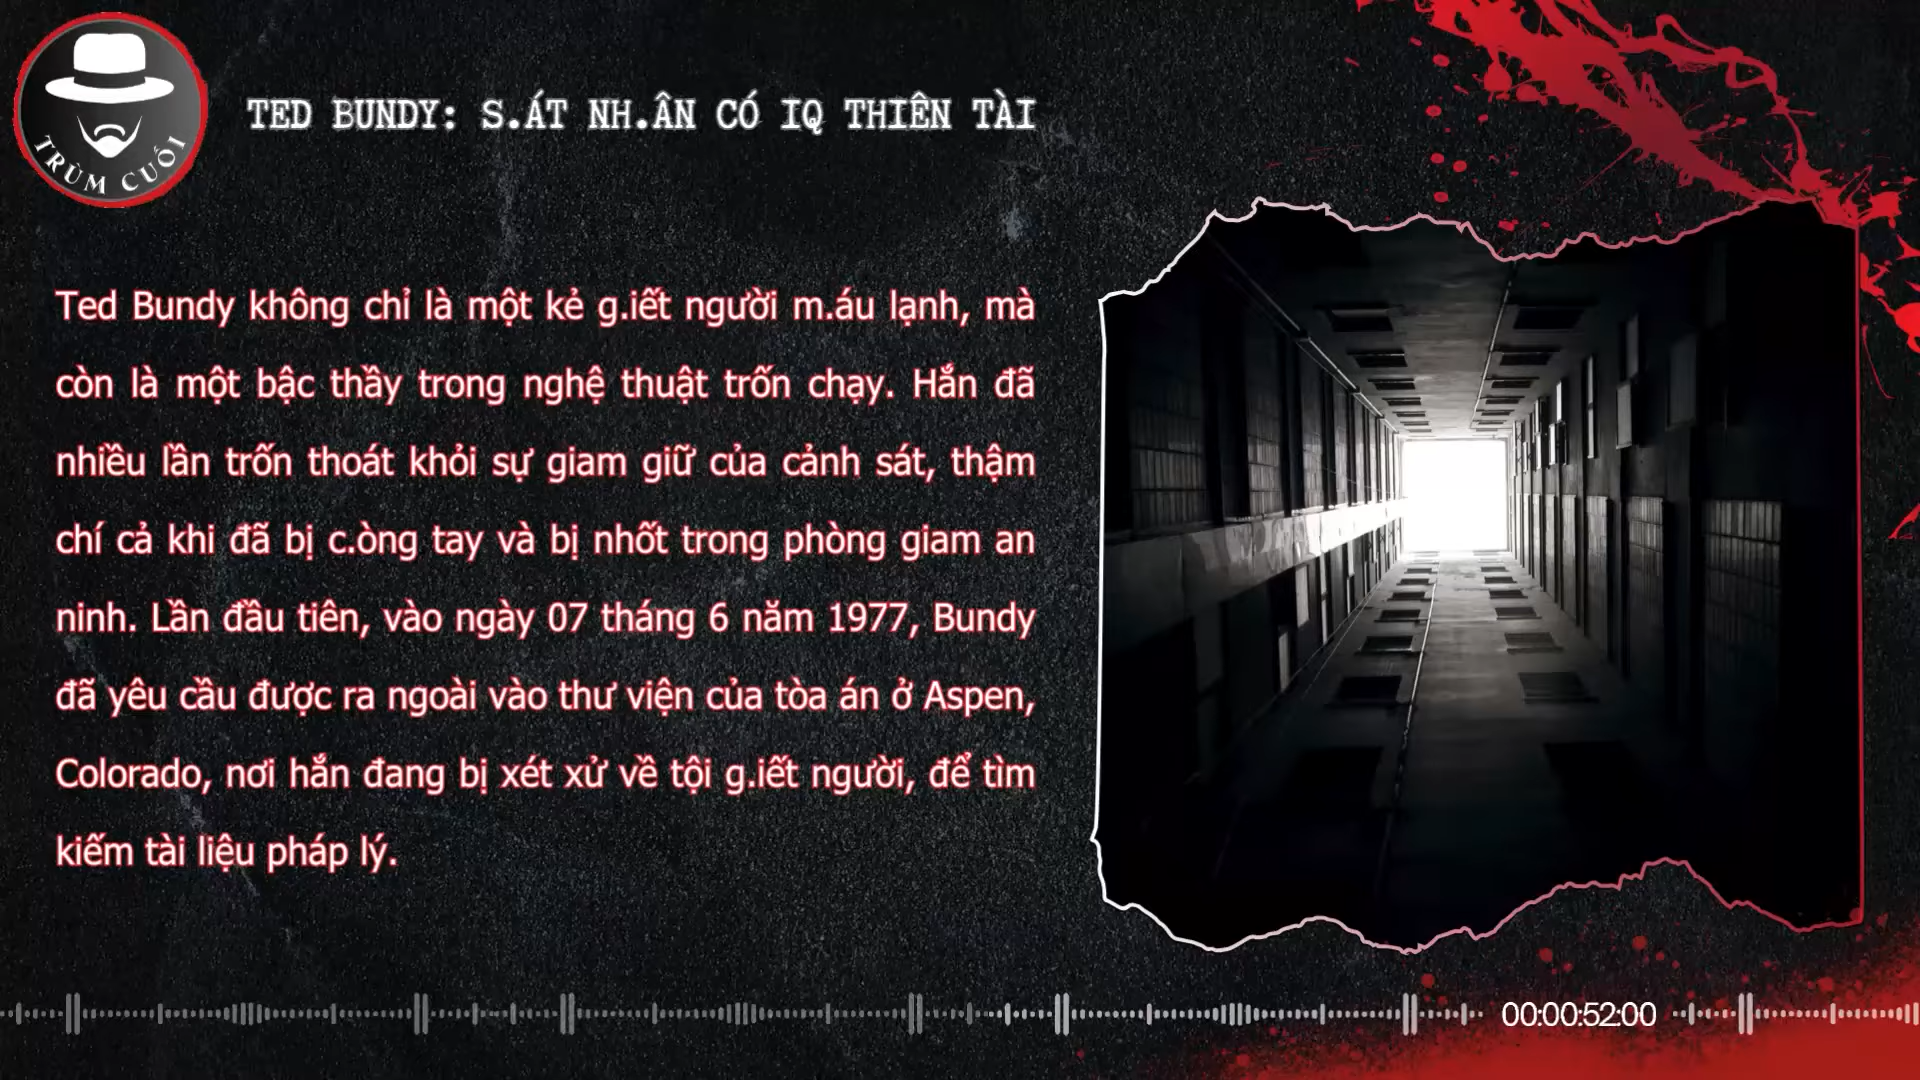 TRÙM CUỐI
TED BUNDY: S.ÁT NH.ÂN CÓ IQ THIÊN TÀI
Ted Bundy không chỉ là một kẻ g.iết người m.áu lạnh, mà
còn là một bậc thầy trong nghệ thuật trốn chạy. Hắn đã
nhiều lần trốn thoát khỏi sự giam giữ của cảnh sát, thậm
chí cả khi đã bị c.òng tay và bị nhốt trong phòng giam an
ninh. Lần đầu tiên, vào ngày 07 tháng 6 năm 1977, Bundy
đã yêu cầu được ra ngoài vào thư viện của tòa án ở Aspen,
Colorado, nơi hắn đang bị xét xử về tội g.iết người, để tìm
kiếm tài liệu pháp lý.
00:00:52:00